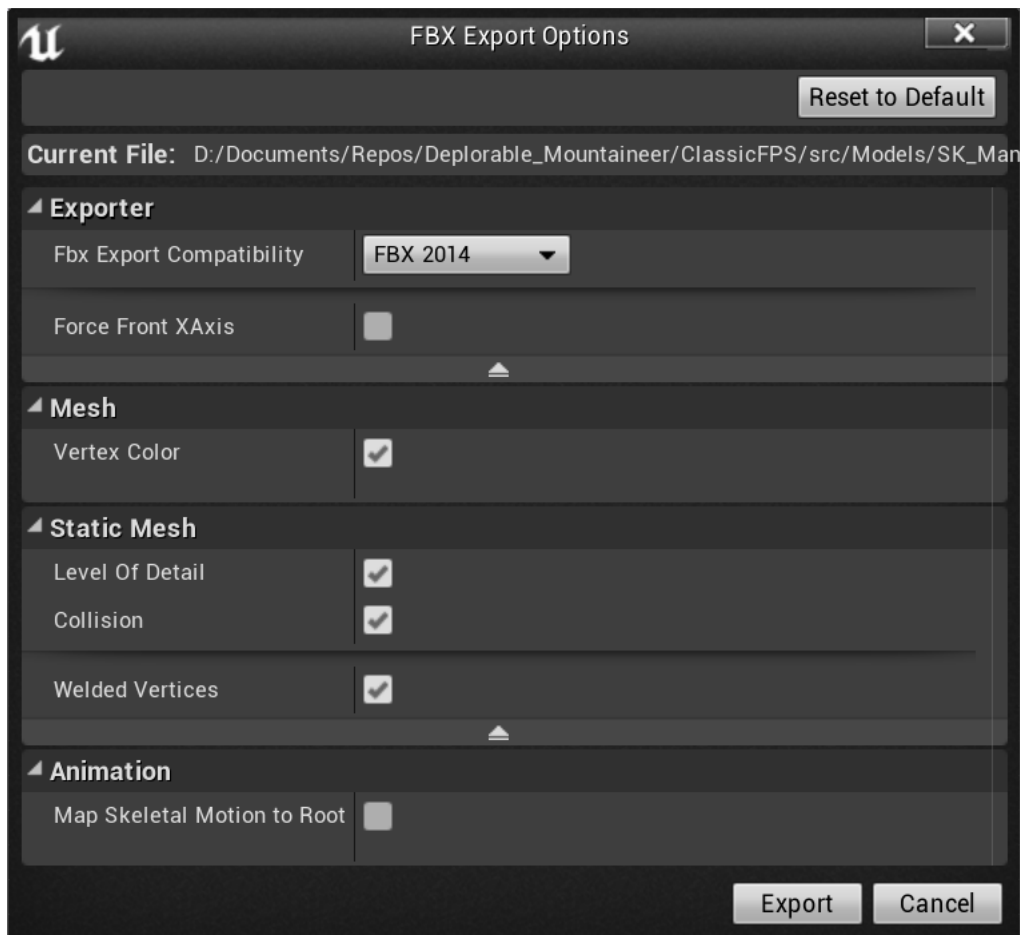 FBX Export Options
Reset to Default
Current File: D:/Documents/Repos/Deplorable_Mountaineer/ClassicFPS/src/Models/SK_Man
Exporter
Fbx Export Compatibility FBX 2014
Force Front XAxis
Mesh
Vertex Color
Static Mesh
Level Of Detail
Collision
Welded Vertices
Animation
Map Skeletal Motion to Root
Export Cancel